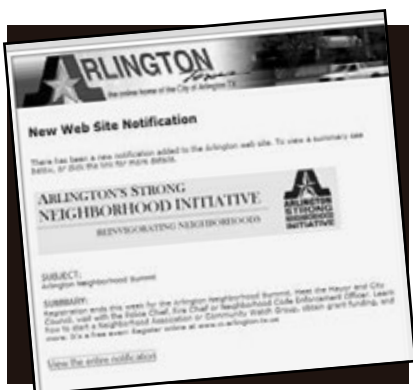 ARLINGTON
Texas
the online home of the City of Arlington TX
New Web Site Notification
There has been a new notification added to the Arlington web site. To view a summary see
below, or click the link for more details.
ARLINGTON'S STRONG
NEIGHBORHOOD INITIATIVE
REINVIGORATING NEIGHBORHOODS
ARLINGTON
STRONG
NEIGHBORHOOD
INITIATIVE
SUBJECT:
Arlington Neighborhood Summit
SUMMARY:
Registration ends this week for the Arlington Neighborhood Summit. Meet the Mayor and City
Council, visit with the Police Chief, Fire Chief or Neighborhood Code Enforcement Officer. Learn
how to start a Neighborhood Association or Community Watch Group, obtain grant funding, and
more. It's a free event. Register online at www.ci.arlington.tx.us
View the entire notification